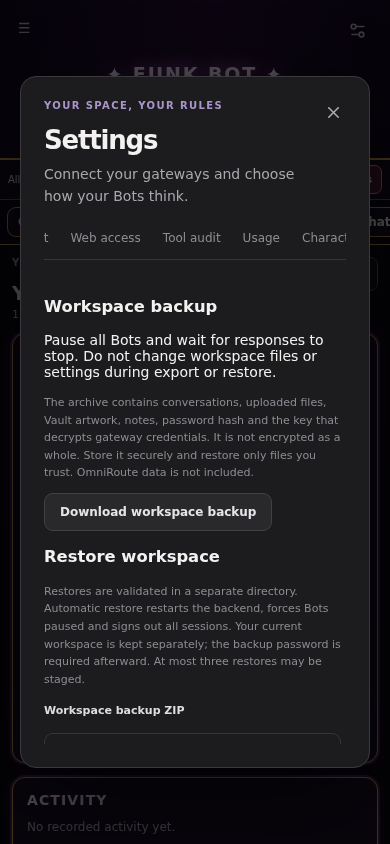 ☰
✦ FUNK BOT ✦
YOUR SPACE, YOUR RULES
×
Settings
Connect your gateways and choose
how your Bots think.
t Web access Tool audit Usage Charact
Workspace backup
Pause all Bots and wait for responses to
stop. Do not change workspace files or
settings during export or restore.
The archive contains conversations, uploaded files,
Vault artwork, notes, password hash and the key that
decrypts gateway credentials. It is not encrypted as a
whole. Store it securely and restore only files you
trust. OmniRoute data is not included.
Download workspace backup
Restore workspace
Restores are validated in a separate directory.
Automatic restore restarts the backend, forces Bots
paused and signs out all sessions. Your current
workspace is kept separately; the backup password is
required afterward. At most three restores may be
staged.
Workspace backup ZIP
ACTIVITY
No recorded activity yet.